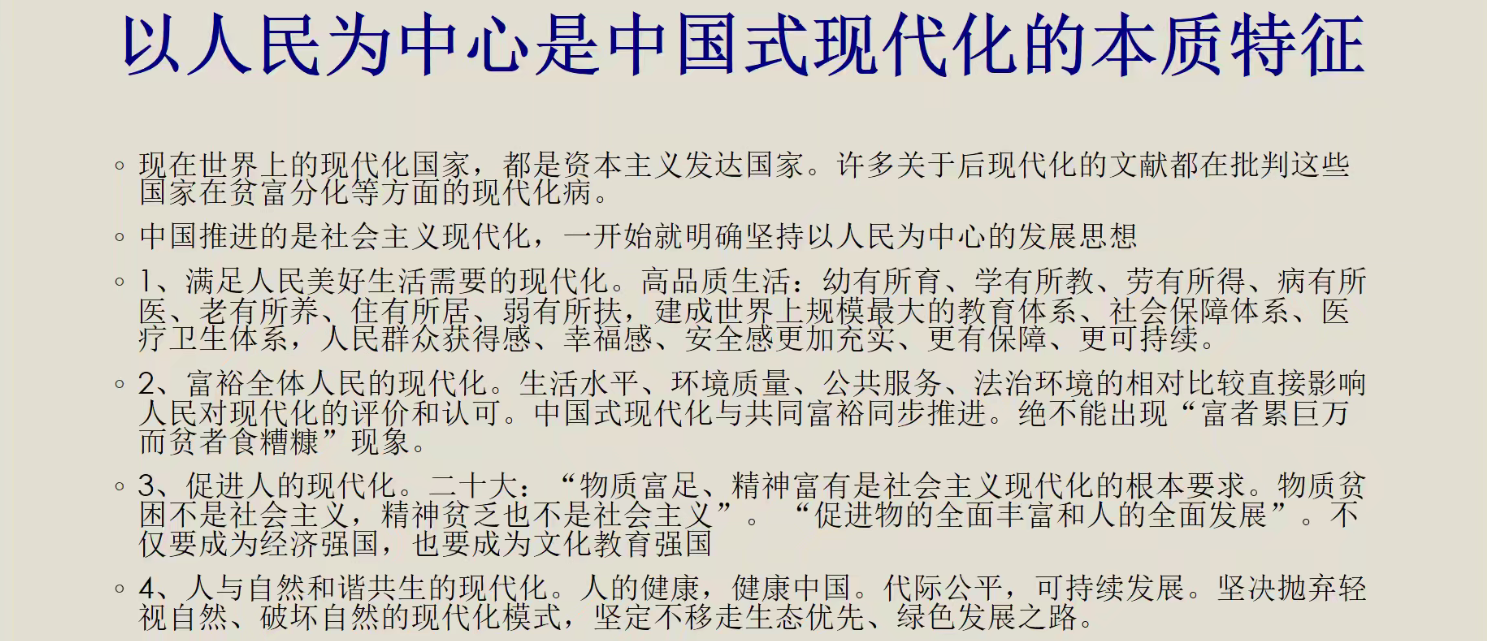 以人民为中心是中国式现代化的本质特征
◦ 现在世界上的现代化国家，都是资本主义发达国家。许多关于后现代化的文献都在批判这些
国家在贫富分化等方面的现代化病。
◦ 中国推进的是社会主义现代化，一开始就明确坚持以人民为中心的发展思想
◦ 1、满足人民美好生活需要的现代化。高品质生活：幼有所育、学有所教、劳有所得、病有所
医、老有所养、住有所居、弱有所扶，建成世界上规模最大的教育体系、社会保障体系、医
疗卫生体系，人民群众获得感、幸福感、安全感更加充实、更有保障、更可持续。
◦ 2、富裕全体人民的现代化。生活水平、环境质量、公共服务、法治环境的相对比较直接影响
人民对现代化的评价和认可。中国式现代化与共同富裕同步推进。绝不能出现“富者累巨万
而贫者食糟糠”现象。
◦ 3、促进人的现代化。二十大：“物质富足、精神富有是社会主义现代化的根本要求。物质贫
困不是社会主义，精神贫乏也不是社会主义”。“促进物的全面丰富和人的全面发展”。不
仅要成为经济强国，也要成为文化教育强国
◦ 4、人与自然和谐共生的现代化。人的健康，健康中国。代际公平，可持续发展。坚决抛弃轻
视自然、破坏自然的现代化模式，坚定不移走生态优先、绿色发展之路。